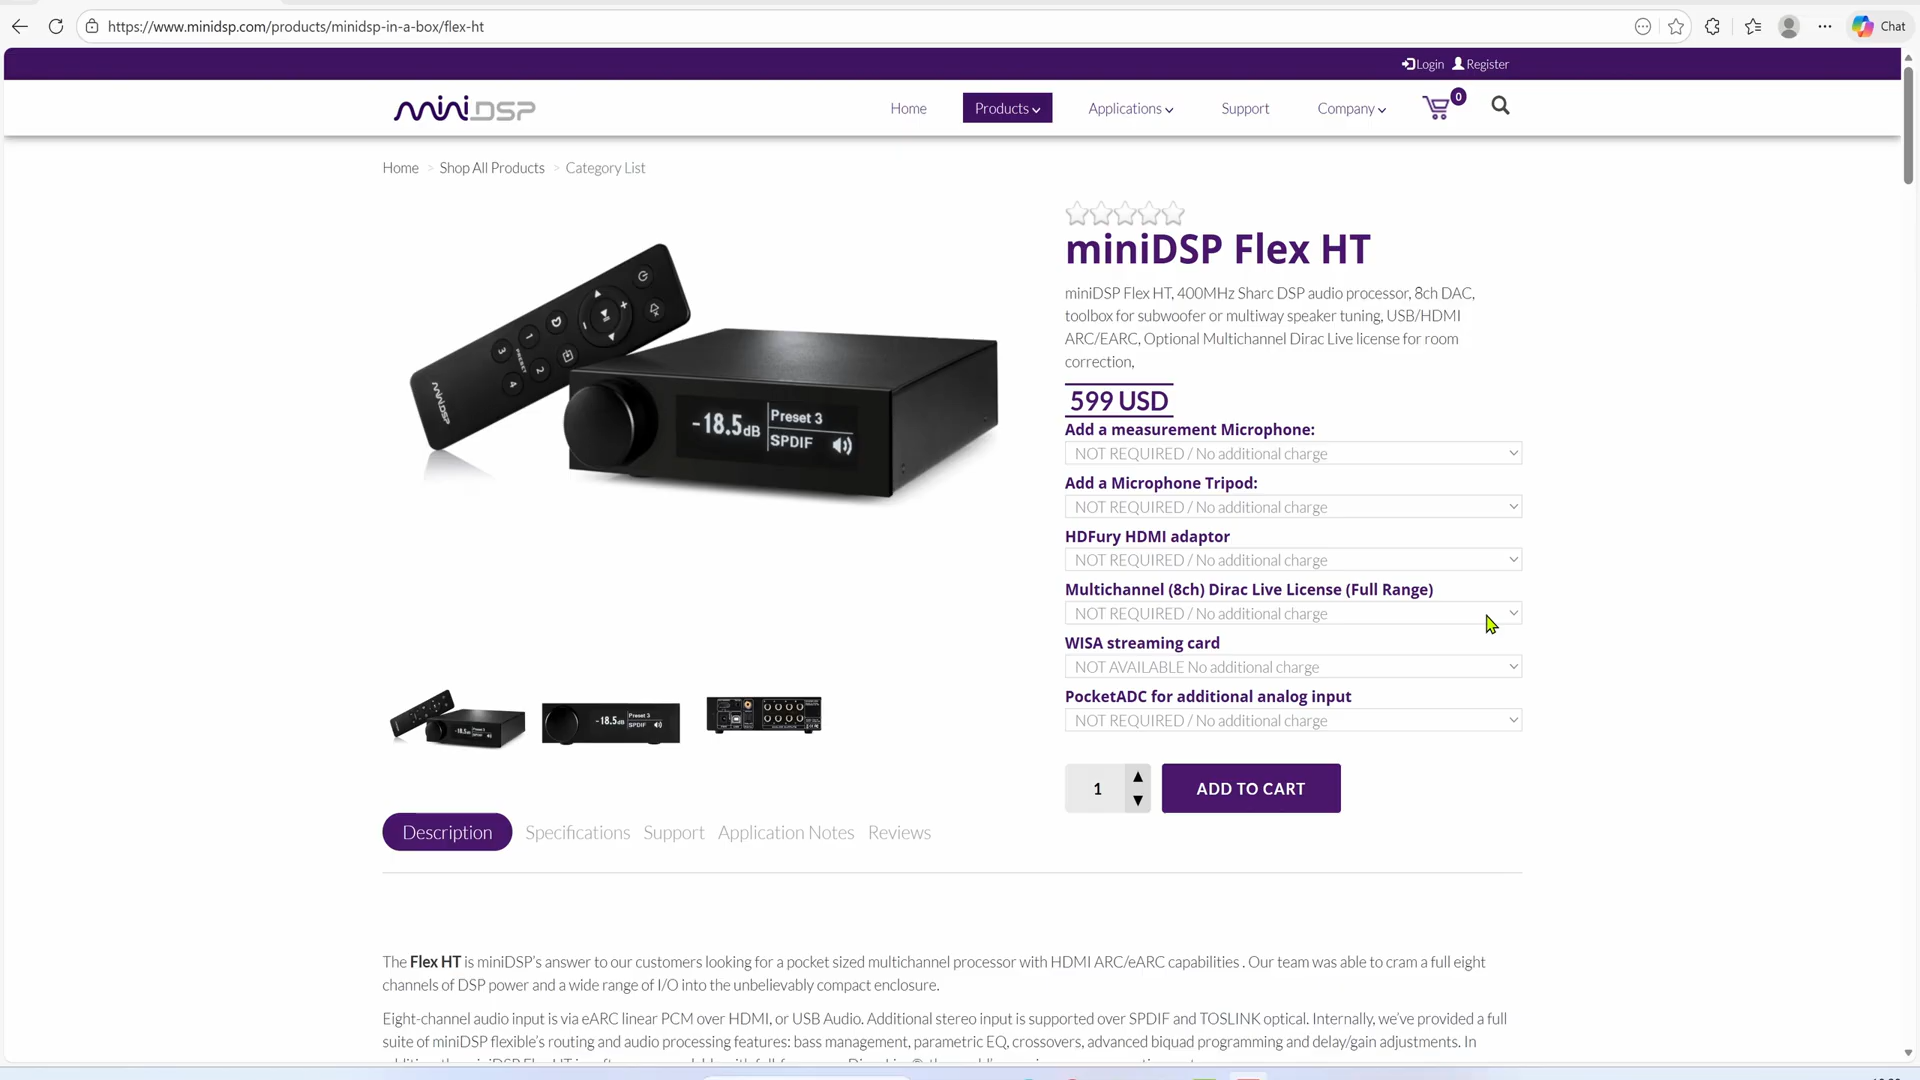 https://www.minidsp.com/products/minidsp-in-a-box/flex-ht
Chat
Login Register
miniDSP
Home Products Applications Support Company 0
Home > Shop All Products > Category List
miniDSP Flex HT
miniDSP Flex HT, 400MHz Sharc DSP audio processor, 8ch DAC,
toolbox for subwoofer or multiway speaker tuning, USB/HDMI
ARC/EARC, Optional Multichannel Dirac Live license for room
correction,
599 USD
Add a measurement Microphone:
NOT REQUIRED / No additional charge
Add a Microphone Tripod:
NOT REQUIRED / No additional charge
HDFury HDMI adaptor
NOT REQUIRED / No additional charge
Multichannel (8ch) Dirac Live License (Full Range)
NOT REQUIRED / No additional charge
WISA streaming card
NOT AVAILABLE No additional charge
PocketADC for additional analog input
NOT REQUIRED / No additional charge
1 ADD TO CART
-18.5dB Preset 3
SPDIF
PRESET
1
2
3
4
miniDSP
-18.5dB Preset 3
SPDIF
Description Specifications Support Application Notes Reviews
The Flex HT is miniDSP's answer to our customers looking for a pocket sized multichannel processor with HDMI ARC/eARC capabilities . Our team was able to cram a full eight
channels of DSP power and a wide range of I/O into the unbelievably compact enclosure.
Eight-channel audio input is via eARC linear PCM over HDMI, or USB Audio. Additional stereo input is supported over SPDIF and TOSLINK optical. Internally, we've provided a full
suite of miniDSP flexible's routing and audio processing features: bass management, parametric EQ, crossovers, advanced biquad programming and delay/gain adjustments. In